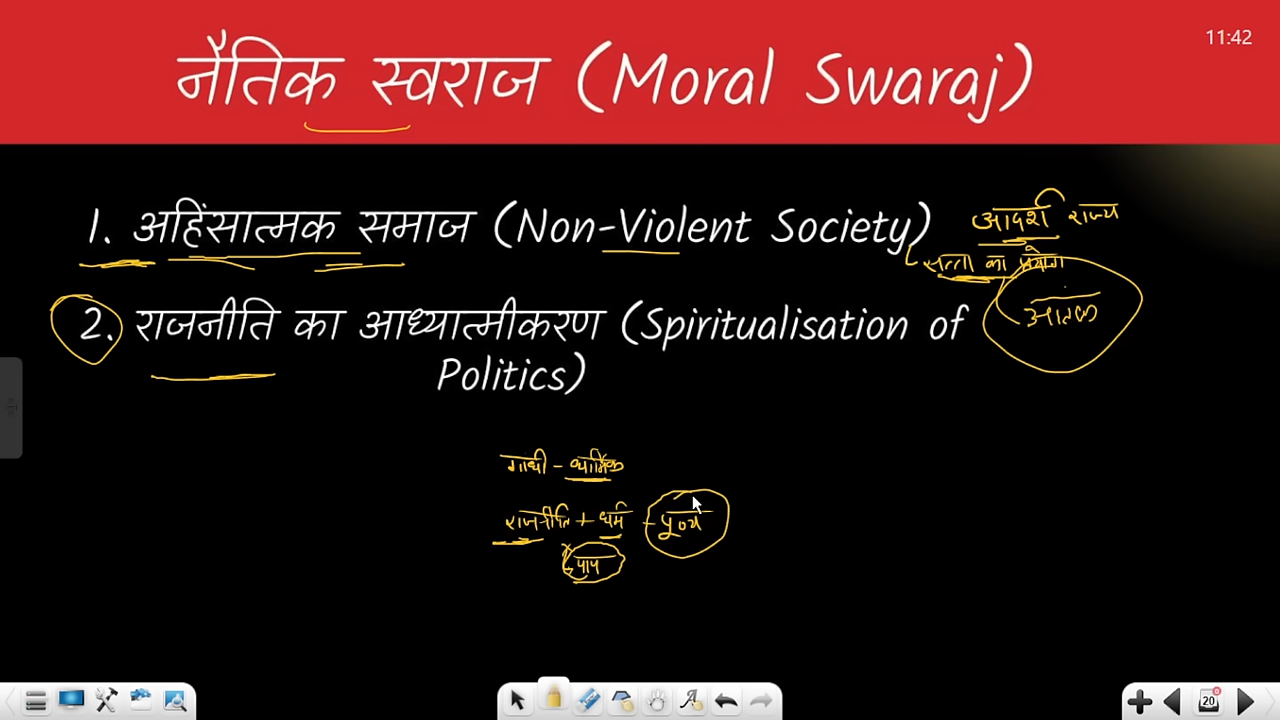 11:42
नैतिक स्वराज (Moral Swaraj)
1. अहिंसात्मक समाज (Non-Violent Society)
आदर्श राज्य
सत्ता का प्रयोग
2. राजनीति का आध्यात्मीकरण (Spiritualisation of
Politics)
आतंक
गांधी - धार्मिक
राजनीति + धर्म - पुण्य
पाप
20